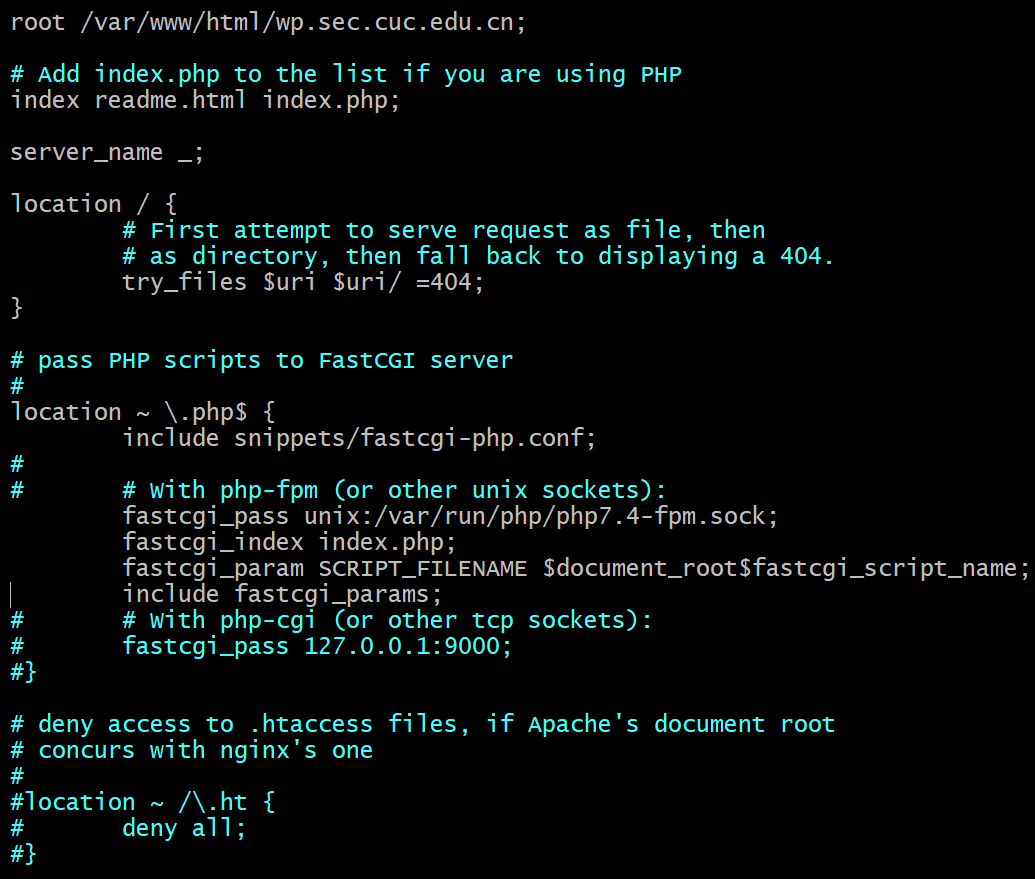 root /var/www/html/wp.sec.cuc.edu.cn;

# Add index.php to the list if you are using PHP
index readme.html index.php;

server_name _;

location / {
        # First attempt to serve request as file, then
        # as directory, then fall back to displaying a 404.
        try_files $uri $uri/ =404;
}

# pass PHP scripts to FastCGI server
#
location ~ \.php$ {
        include snippets/fastcgi-php.conf;
#
#       # With php-fpm (or other unix sockets):
        fastcgi_pass unix:/var/run/php/php7.4-fpm.sock;
        fastcgi_index index.php;
        fastcgi_param SCRIPT_FILENAME $document_root$fastcgi_script_name;
        include fastcgi_params;
#       # With php-cgi (or other tcp sockets):
#       fastcgi_pass 127.0.0.1:9000;
#}

# deny access to .htaccess files, if Apache's document root
# concurs with nginx's one
#
#location ~ /\.ht {
#       deny all;
#}